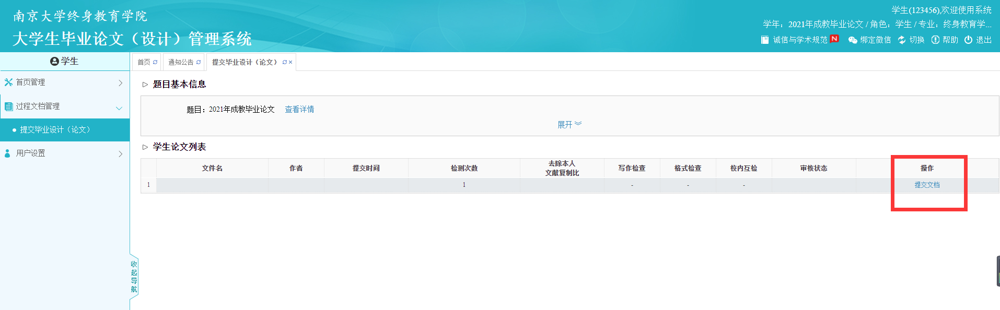 南京大学终身教育学院
大学生毕业论文（设计）管理系统
学生(123456),欢迎使用系统
学年：2021年成教毕业论文 / 角色：学生 / 专业：终身教育学...
诚信与学术规范 N 绑定微信 切换 帮助 退出
学生
首页管理
过程文档管理
提交毕业设计（论文）
用户设置
收起导航
首页 通知公告 提交毕业设计（论文）
题目基本信息
题目：2021年成教毕业论文 查看详情
展开
学生论文列表
文件名 作者 提交时间 检测次数 去除本人 写作检查 格式检查 校内互检 审核状态 操作
文献复制比
1 1 - - - 提交文档